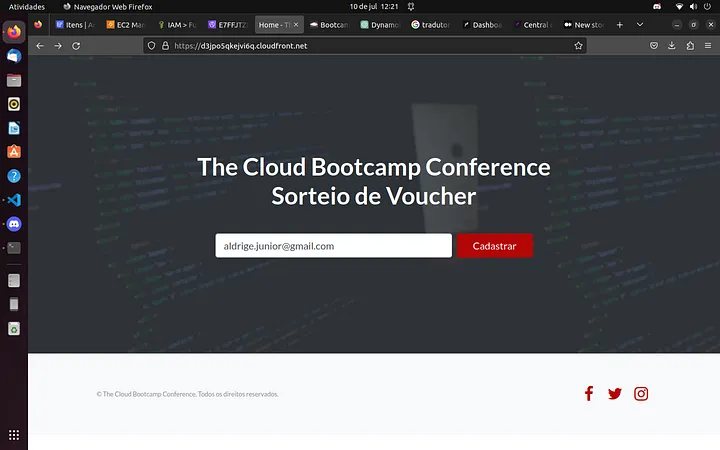 Atividades
Navegador Web Firefox
10 de jul 12:21
Itens | A
EC2 Man
IAM > Fu
E7FFJTZ
Home - Th
Bootcam
Dynamo
tradutor
Dashboa
Central d
New sto
https://d3jpo5qkejvi6q.cloudfront.net
The Cloud Bootcamp Conference
Sorteio de Voucher
aldrige.junior@gmail.com
Cadastrar
© The Cloud Bootcamp Conference. Todos os direitos reservados.